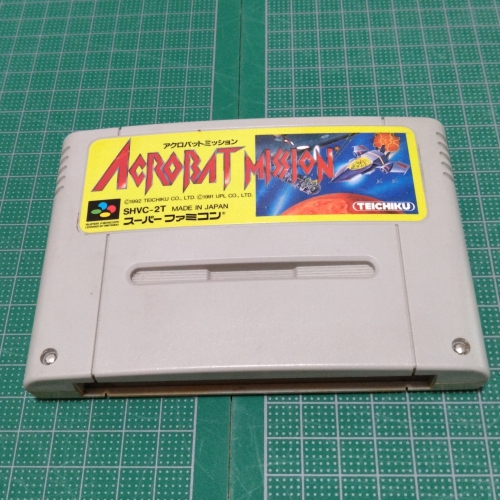 アクロバットミッション
ACROBAT MISSION
©1992 TEICHIKU CO., LTD. ©1991 UPL CO., LTD.
SHVC-2T MADE IN JAPAN
スーパーファミコン
TEICHIKU